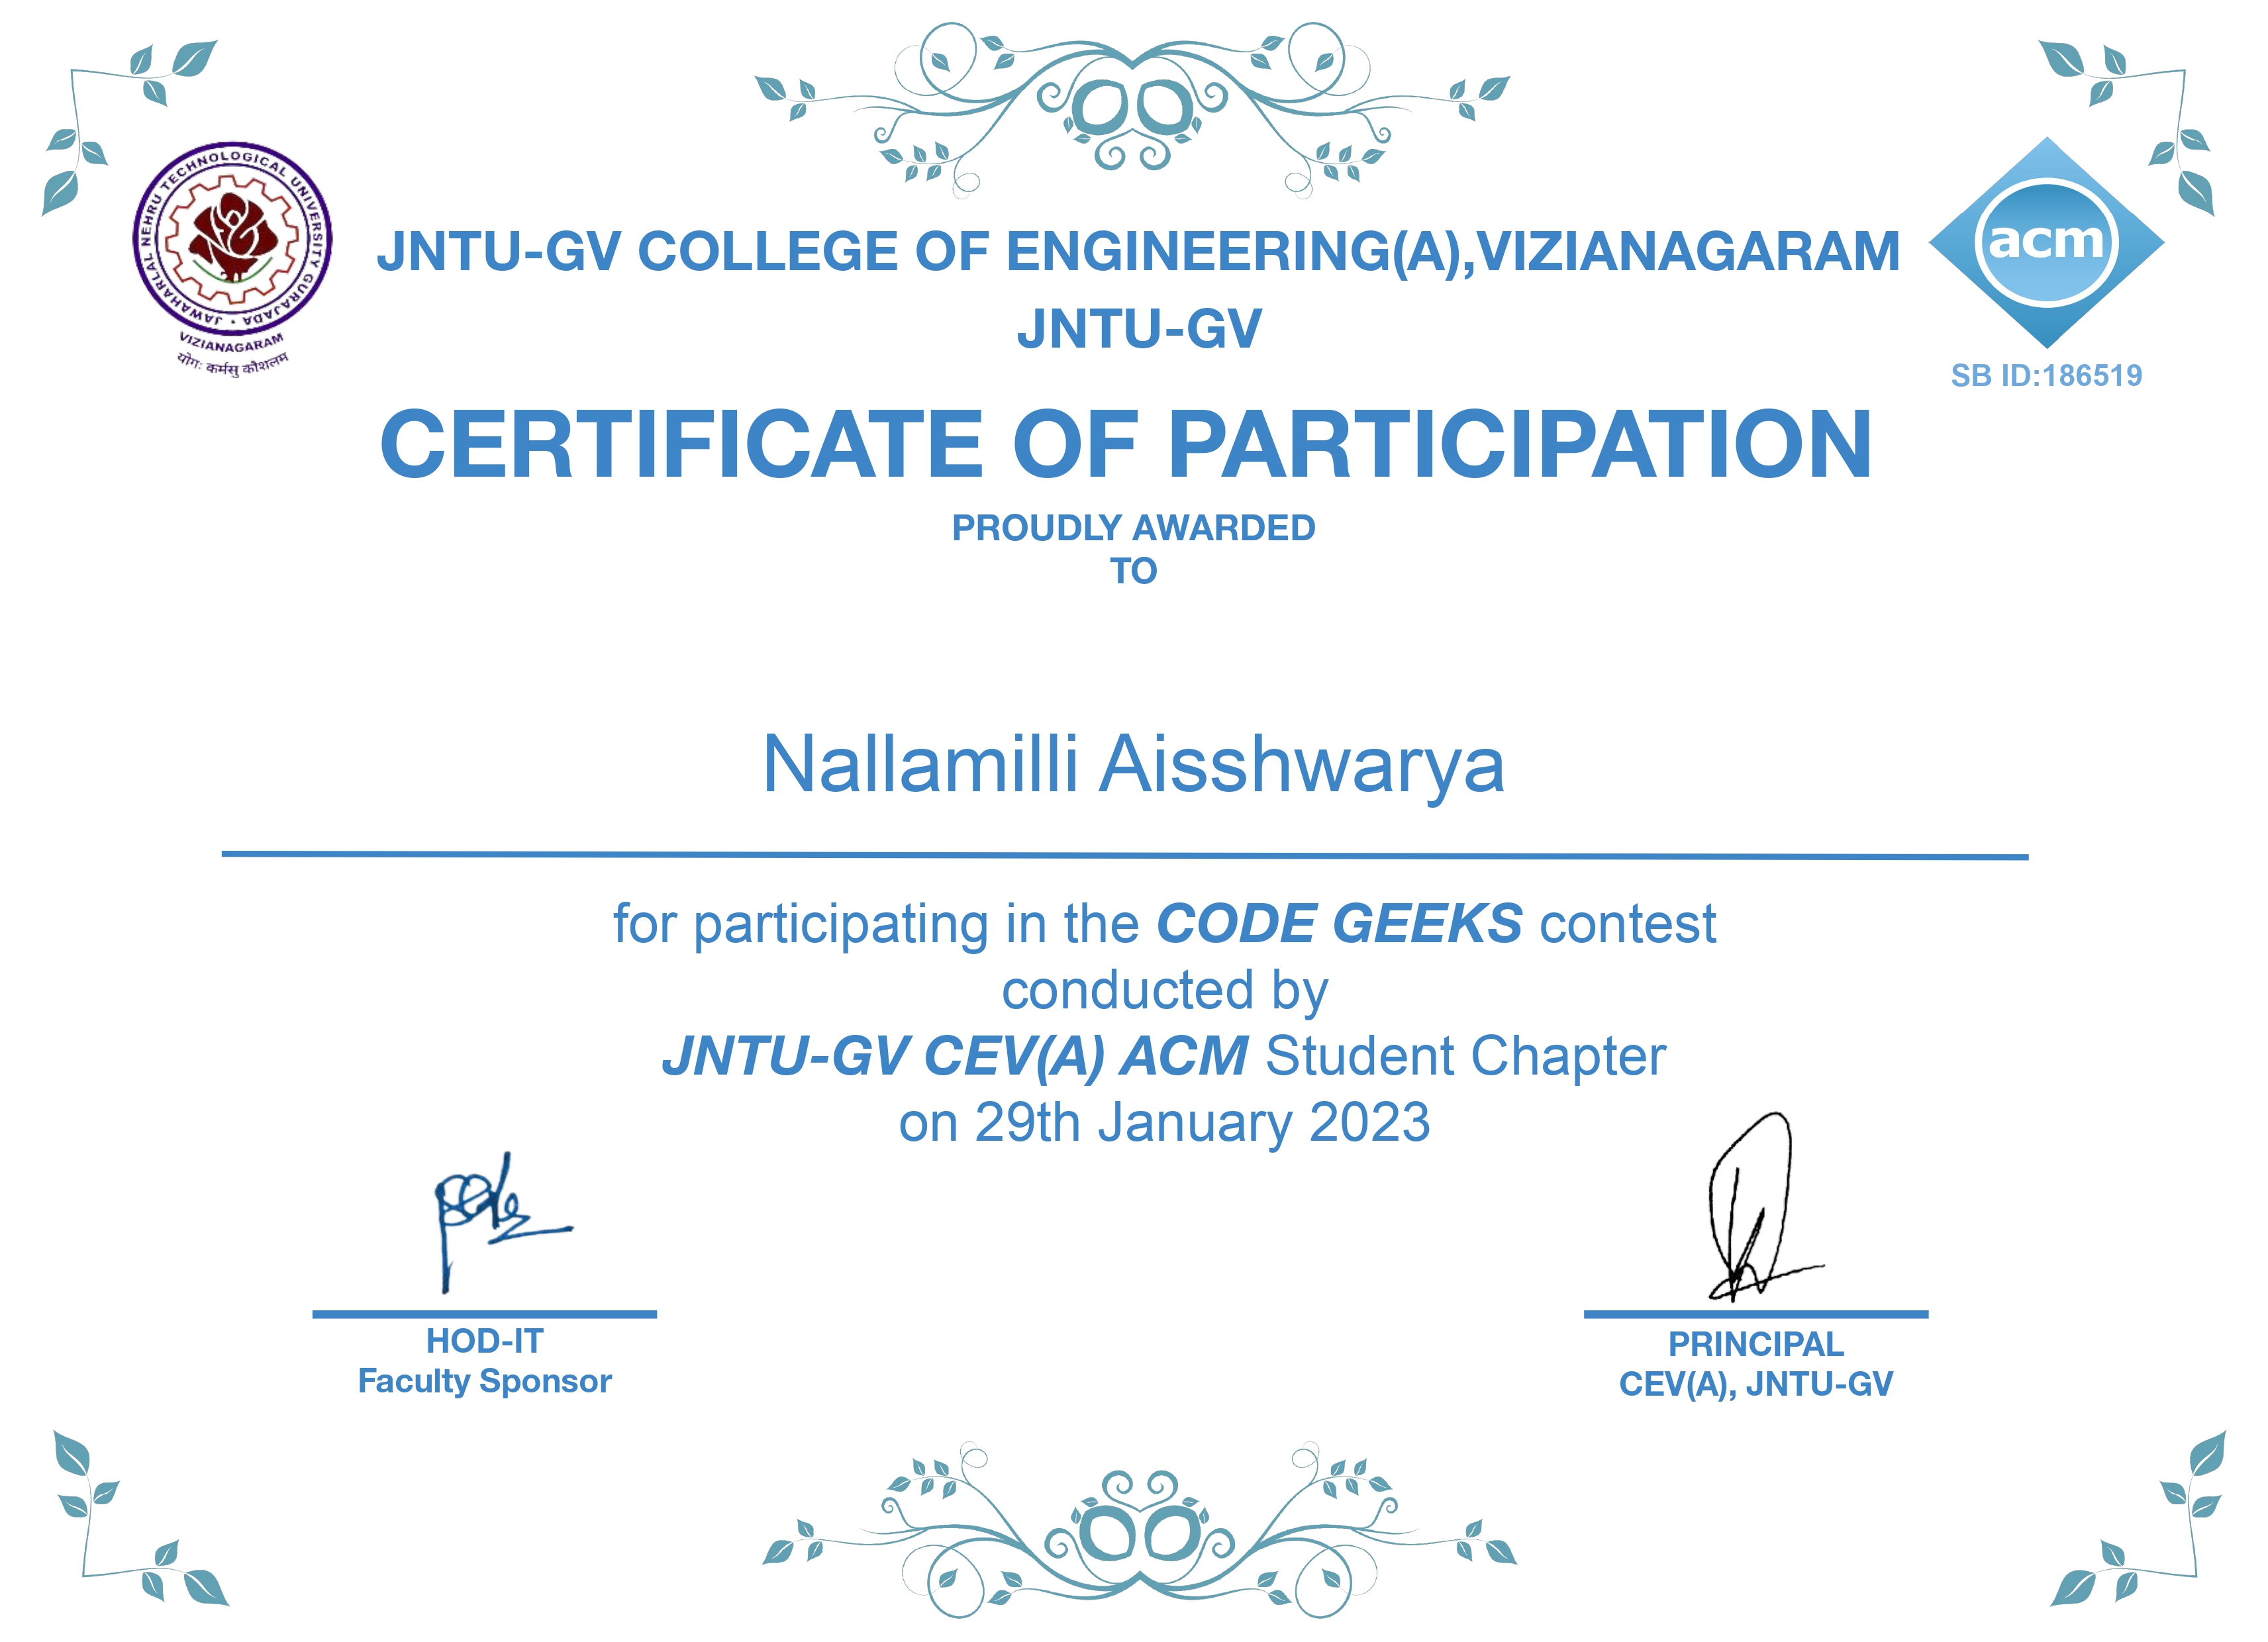 JAWAHARLAL NEHRU TECHNOLOGICAL UNIVERSITY GURAJADA
VIZIANAGARAM
योगः कर्मसु कौशलम
acm
SB ID:186519
JNTU-GV COLLEGE OF ENGINEERING(A),VIZIANAGARAM
JNTU-GV
CERTIFICATE OF PARTICIPATION
PROUDLY AWARDED
TO
Nallamilli Aisshwarya
for participating in the CODE GEEKS contest
conducted by
JNTU-GV CEV(A) ACM Student Chapter
on 29th January 2023
HOD-IT
Faculty Sponsor
PRINCIPAL
CEV(A), JNTU-GV